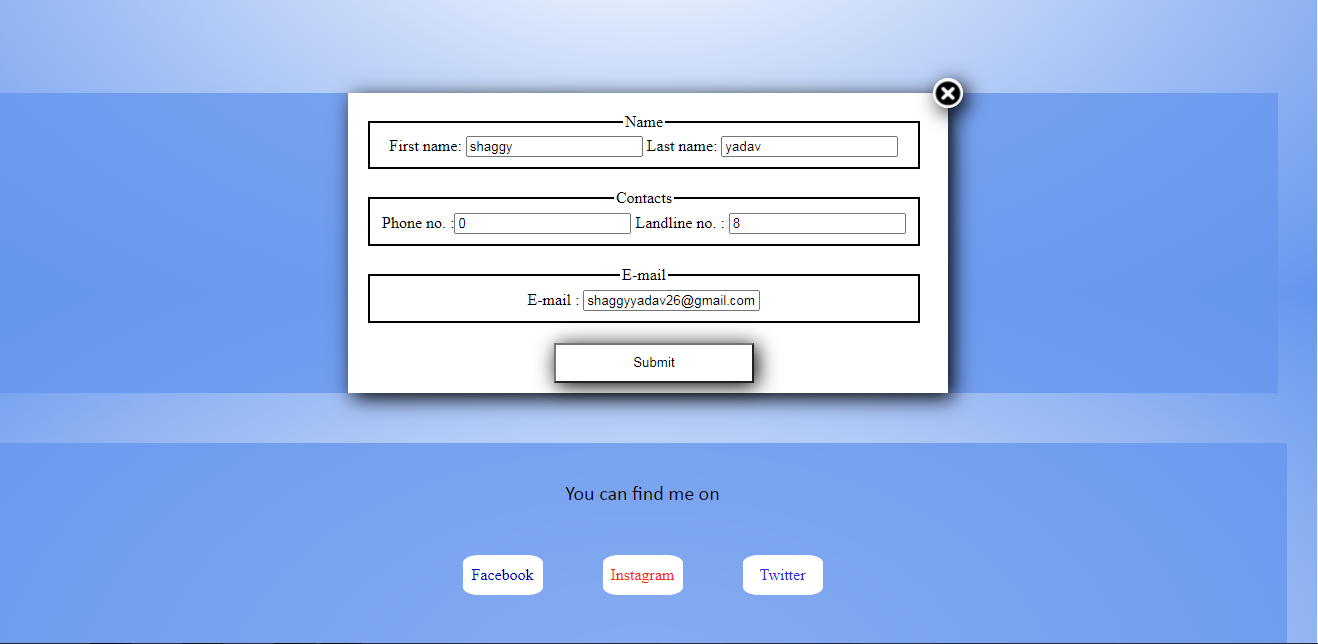 Name
First name: shaggy Last name: yadav
Contacts
Phone no. : 0 Landline no. : 8
E-mail
E-mail : shaggyyadav26@gmail.com
Submit
You can find me on
Facebook Instagram Twitter